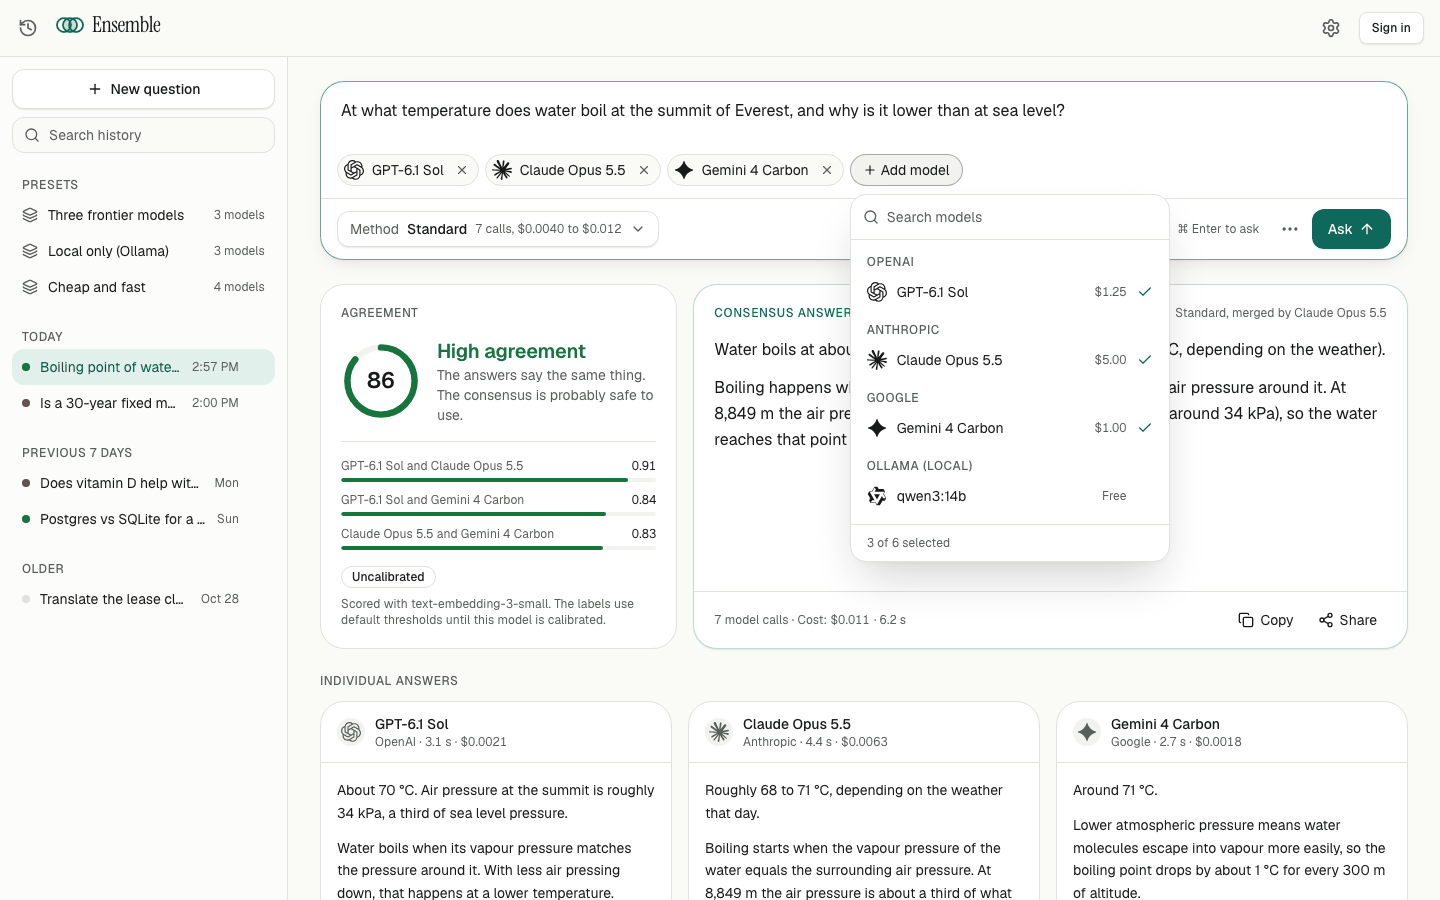 Ensemble
Sign in
New question
Search history
PRESETS
Three frontier models 3 models
Local only (Ollama) 3 models
Cheap and fast 4 models
TODAY
Boiling point of wate... 2:57 PM
Is a 30-year fixed m... 2:00 PM
PREVIOUS 7 DAYS
Does vitamin D help wit... Mon
Postgres vs SQLite for a ... Sun
OLDER
Translate the lease cl... Oct 28
At what temperature does water boil at the summit of Everest, and why is it lower than at sea level?
GPT-6.1 Sol × Claude Opus 5.5 × Gemini 4 Carbon × + Add model
Method Standard 7 calls, $0.0040 to $0.012
⌘ Enter to ask ••• Ask ↑
Search models
OPENAI
GPT-6.1 Sol $1.25
ANTHROPIC
Claude Opus 5.5 $5.00
GOOGLE
Gemini 4 Carbon $1.00
OLLAMA (LOCAL)
qwen3:14b Free
3 of 6 selected
AGREEMENT
86
High agreement
The answers say the same thing.
The consensus is probably safe to
use.
GPT-6.1 Sol and Claude Opus 5.5 0.91
GPT-6.1 Sol and Gemini 4 Carbon 0.84
Claude Opus 5.5 and Gemini 4 Carbon 0.83
Uncalibrated
Scored with text-embedding-3-small. The labels use
default thresholds until this model is calibrated.
CONSENSUS ANSWER Standard, merged by Claude Opus 5.5
Water boils at C, depending on the weather).
Boiling happens air pressure around it. At
8,849 m the air around 34 kPa), so the water
reaches that point
7 model calls · Cost: $0.011 · 6.2 s
Copy
Share
INDIVIDUAL ANSWERS
GPT-6.1 Sol
OpenAI · 3.1 s · $0.0021
About 70 °C. Air pressure at the summit is roughly
34 kPa, a third of sea level pressure.
Water boils when its vapour pressure matches
the pressure around it. With less air pressing
down, that happens at a lower temperature.
Claude Opus 5.5
Anthropic · 4.4 s · $0.0063
Roughly 68 to 71 °C, depending on the weather
that day.
Boiling starts when the vapour pressure of the
water equals the surrounding air pressure. At
8,849 m the air pressure is about a third of what
Gemini 4 Carbon
Google · 2.7 s · $0.0018
Around 71 °C.
Lower atmospheric pressure means water
molecules escape into vapour more easily, so the
boiling point drops by about 1 °C for every 300 m
of altitude.